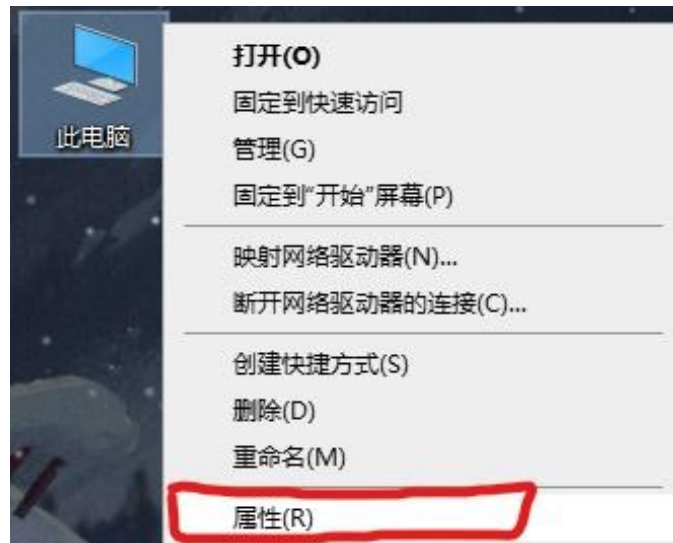 此电脑
打开(O)
固定到快速访问
管理(G)
固定到"开始"屏幕(P)
映射网络驱动器(N)...
断开网络驱动器的连接(C)...
创建快捷方式(S)
删除(D)
重命名(M)
属性(R)